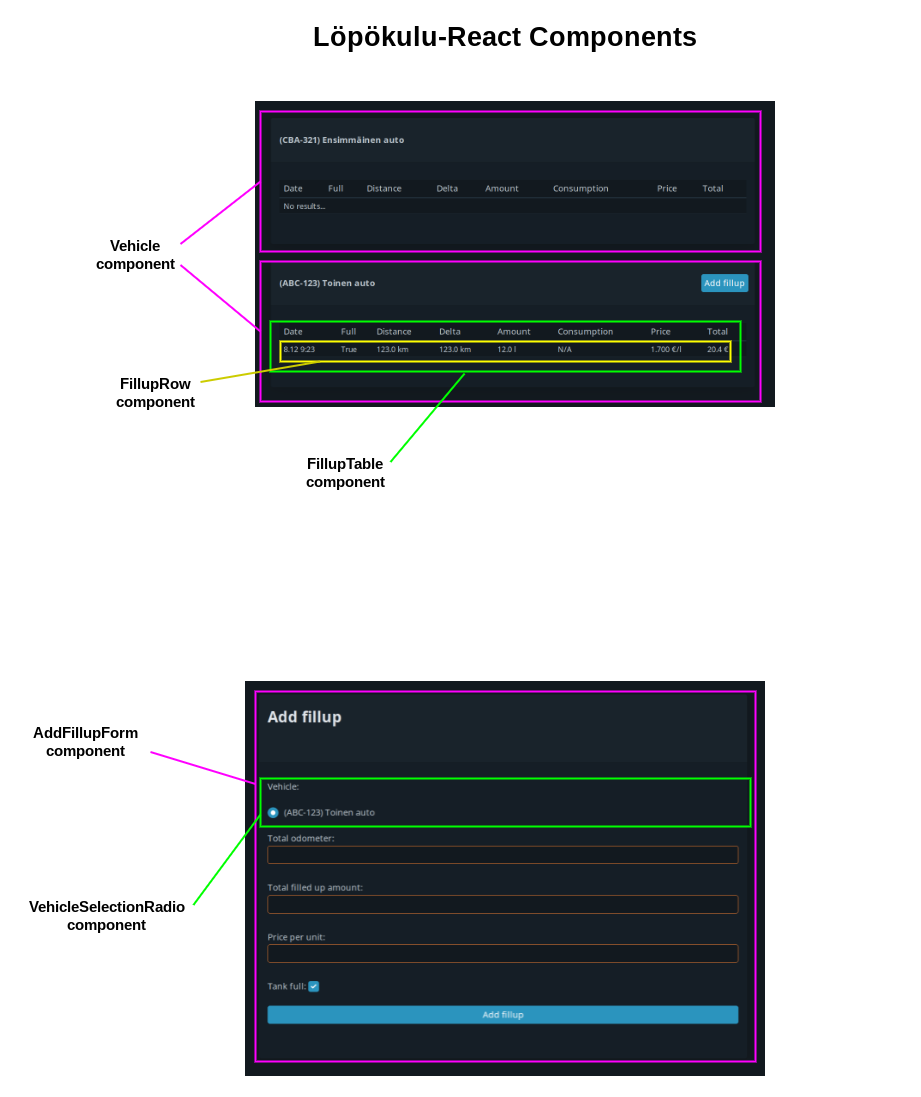 Löpökulu-React Components
(CBA-321) Ensimmäinen auto
Date Full Distance Delta Amount Consumption Price Total
No results...
Vehicle
component
(ABC-123) Toinen auto
Add fillup
Date Full Distance Delta Amount Consumption Price Total
8.12 9:23 True 123.0 km 123.0 km 12.0 l N/A 1.700 €/l 20.4 €
FillupRow
component
FillupTable
component
Add fillup
AddFillupForm
component
Vehicle:
(ABC-123) Toinen auto
Total odometer:
Total filled up amount:
VehicleSelectionRadio
component
Price per unit:
Tank full:
Add fillup